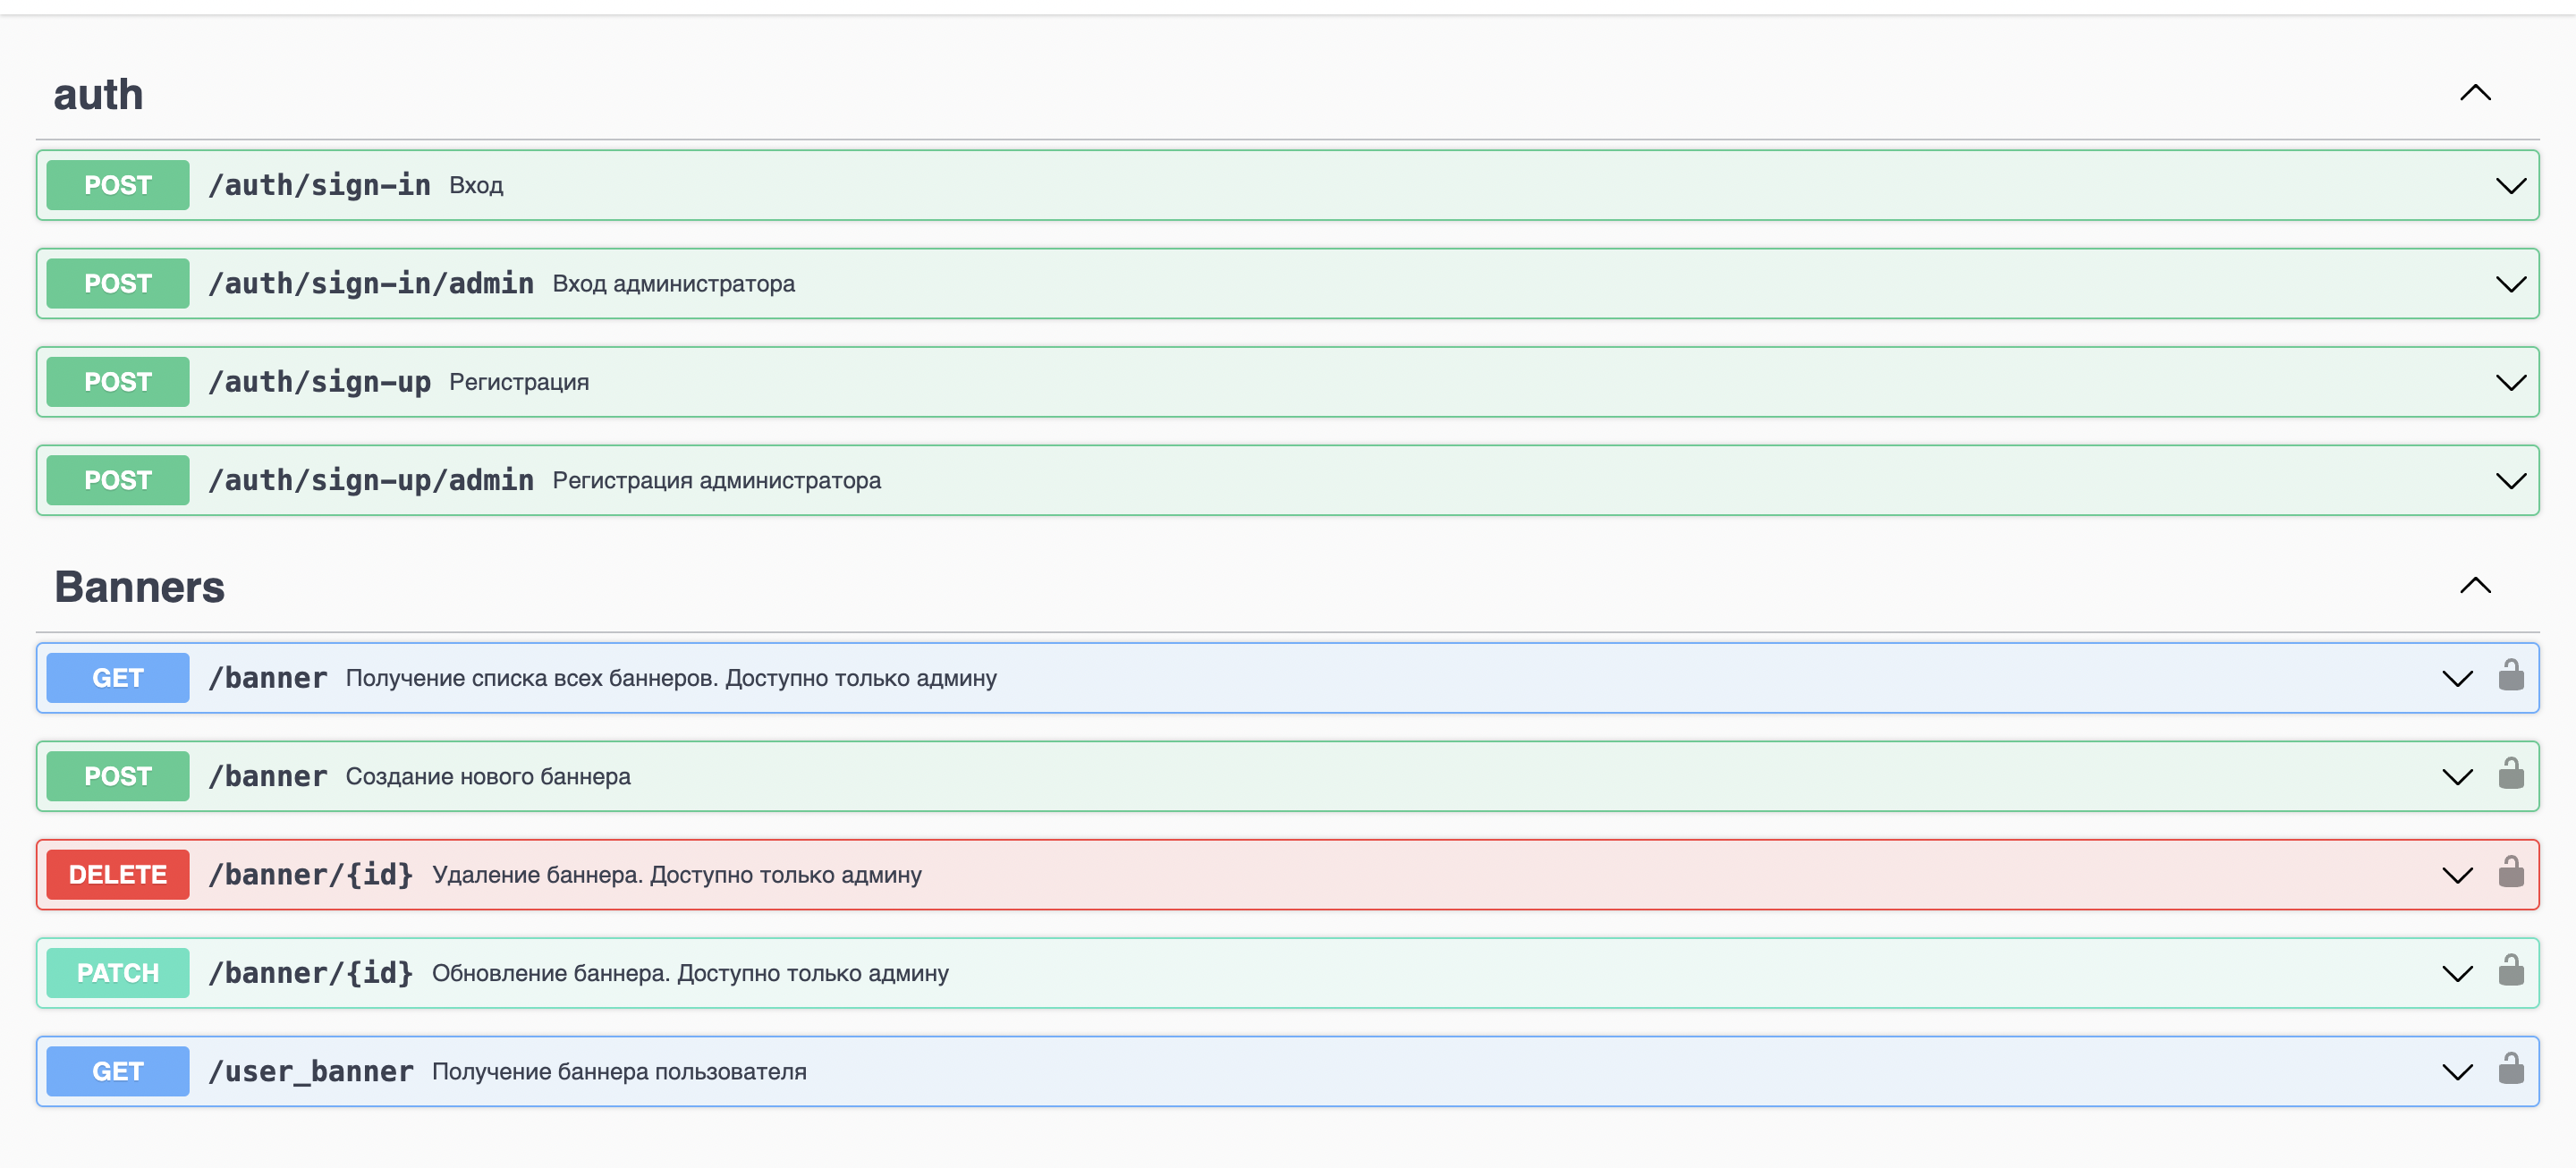 auth
POST /auth/sign-in Вход
POST /auth/sign-in/admin Вход администратора
POST /auth/sign-up Регистрация
POST /auth/sign-up/admin Регистрация администратора
Banners
GET /banner Получение списка всех баннеров. Доступно только админу
POST /banner Создание нового баннера
DELETE /banner/{id} Удаление баннера. Доступно только админу
PATCH /banner/{id} Обновление баннера. Доступно только админу
GET /user_banner Получение баннера пользователя